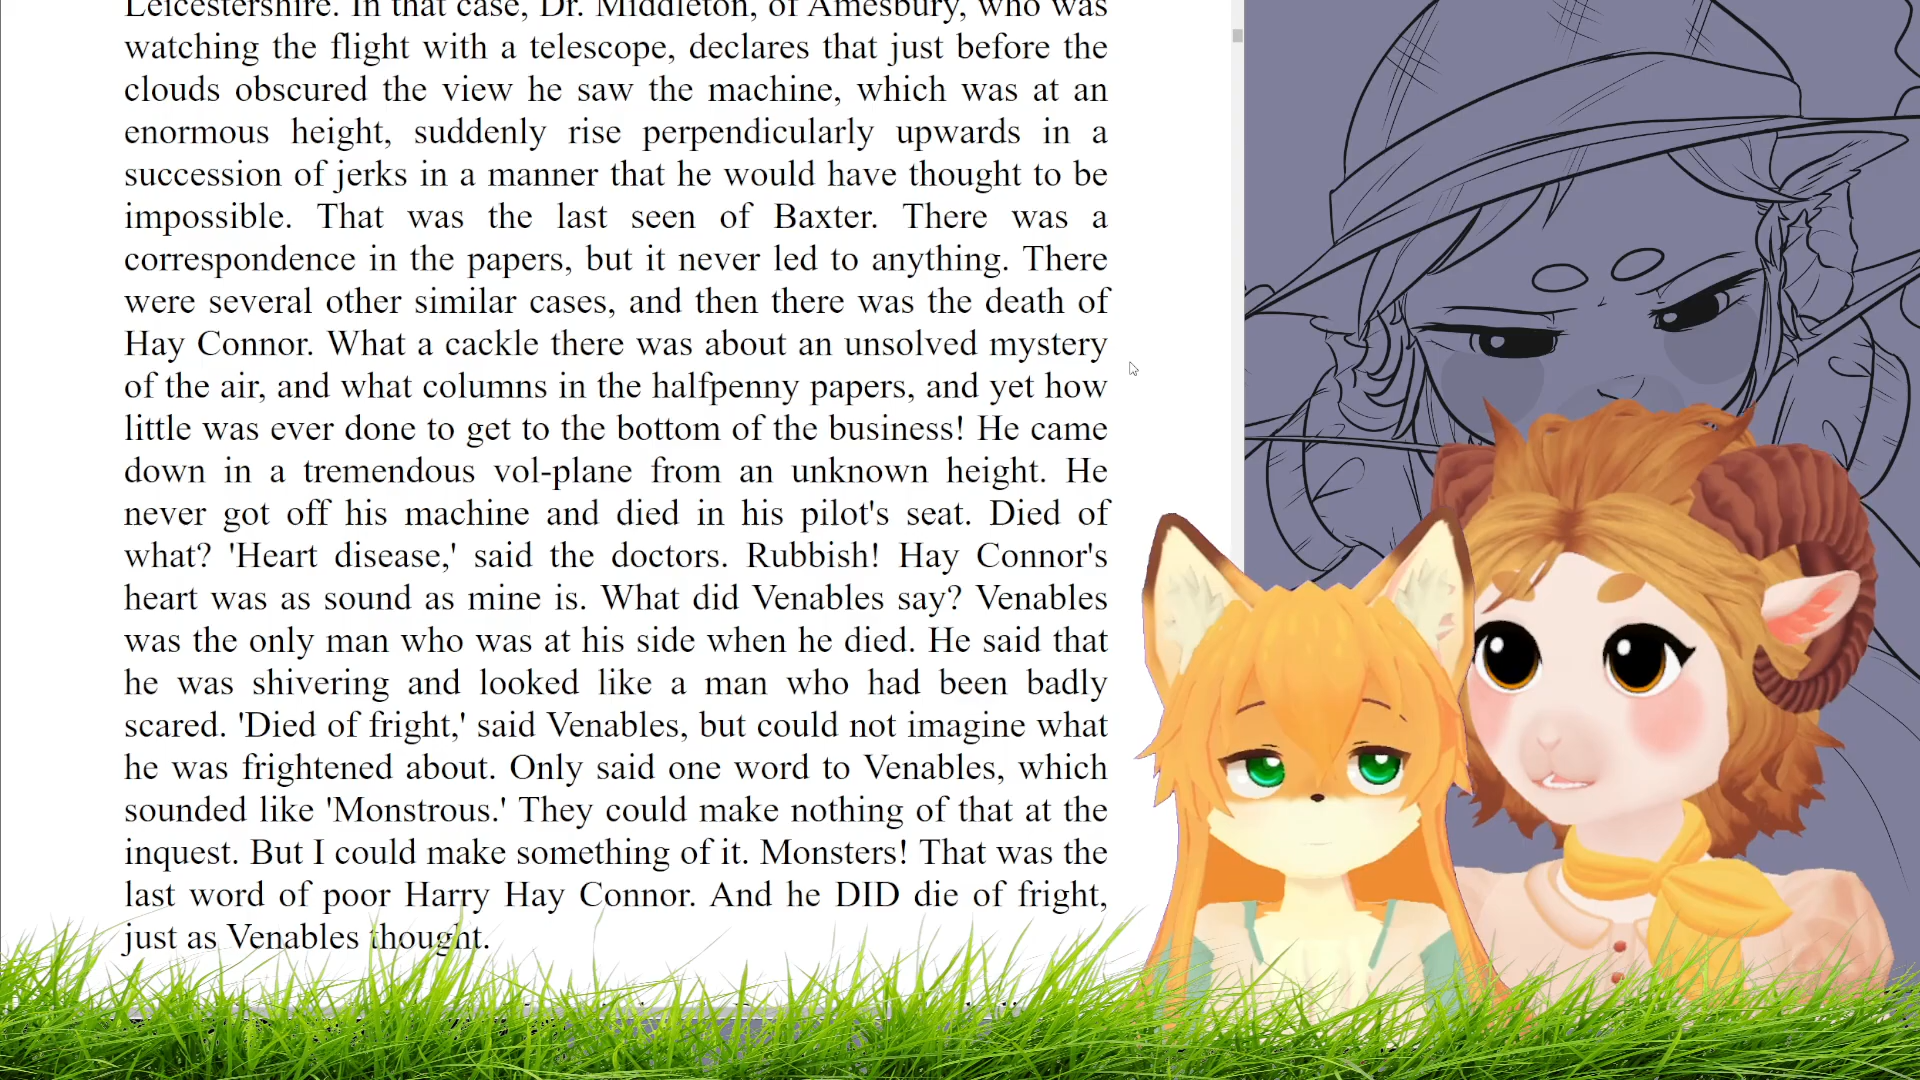 Leicestershire. In that case, Dr. Middleton, of Amesbury, who was
watching the flight with a telescope, declares that just before the
clouds obscured the view he saw the machine, which was at an
enormous height, suddenly rise perpendicularly upwards in a
succession of jerks in a manner that he would have thought to be
impossible. That was the last seen of Baxter. There was a
correspondence in the papers, but it never led to anything. There
were several other similar cases, and then there was the death of
Hay Connor. What a cackle there was about an unsolved mystery
of the air, and what columns in the halfpenny papers, and yet how
little was ever done to get to the bottom of the business! He came
down in a tremendous vol-plane from an unknown height. He
never got off his machine and died in his pilot's seat. Died of
what? 'Heart disease,' said the doctors. Rubbish! Hay Connor's
heart was as sound as mine is. What did Venables say? Venables
was the only man who was at his side when he died. He said that
he was shivering and looked like a man who had been badly
scared. 'Died of fright,' said Venables, but could not imagine what
he was frightened about. Only said one word to Venables, which
sounded like 'Monstrous.' They could make nothing of that at the
inquest. But I could make something of it. Monsters! That was the
last word of poor Harry Hay Connor. And he DID die of fright,
just as Venables thought.